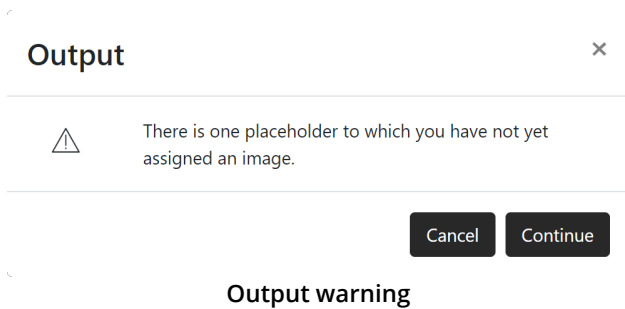 Output
×
There is one placeholder to which you have not yet
assigned an image.
Cancel
Continue
Output warning